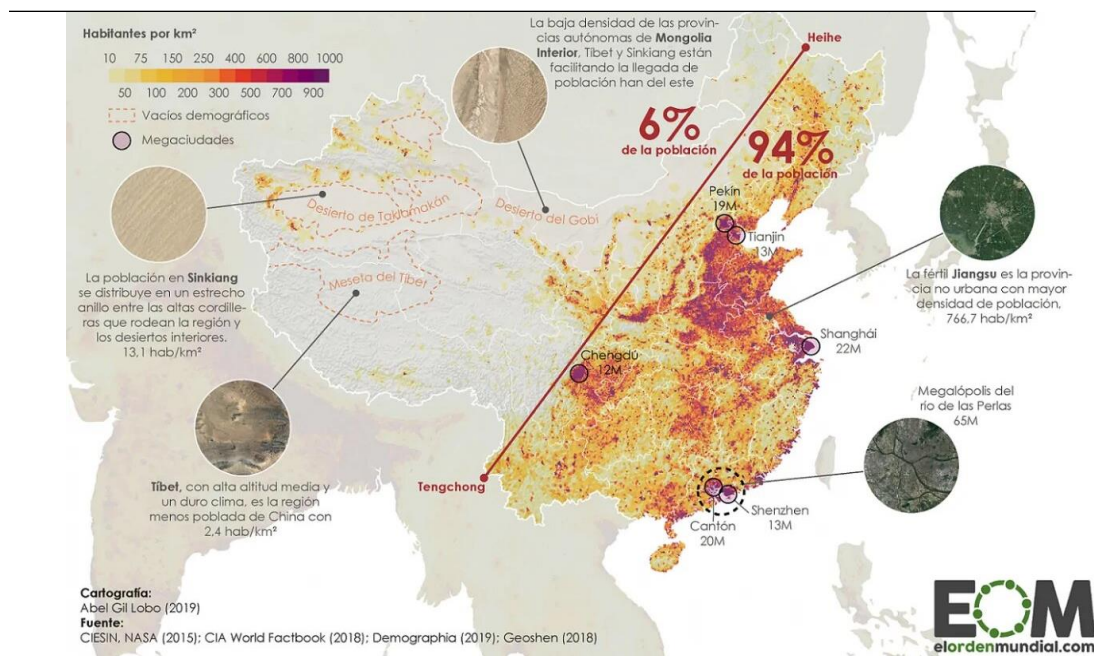 Habitantes por km²
10 75 150 250 400 600 800 1000
50 100 200 300 500 700 900
Vacíos demográficos
Megaciudades
La baja densidad de las provin-
cias autónomas de Mongolia
Interior, Tíbet y Sinkiang están
facilitando la llegada de
población han del este
Heihe
6%
de la población
94%
de la población
Pekín
19M
Tianjin
13M
Desierto de Taklamakán
Desierto del Gobi
Meseta del Tíbet
La población en Sinkiang
se distribuye en un estrecho
anillo entre las altas cordille-
ras que rodean la región y
los desiertos interiores.
13,1 hab/km²
La fértil Jiangsu es la provin-
cia no urbana con mayor
densidad de población,
766,7 hab/km²
Shanghái
22M
Chengdú
12M
Megalópolis del
río de las Perlas
65M
Tengchong
Tíbet, con alta altitud media y
un duro clima, es la región
menos poblada de China con
2,4 hab/km²
Shenzhen
13M
Cantón
20M
Cartografía:
Abel Gil Lobo (2019)
Fuente:
CIESIN, NASA (2015); CIA World Factbook (2018); Demographia (2019); Geoshen (2018)
EOM
elordenmundial.com